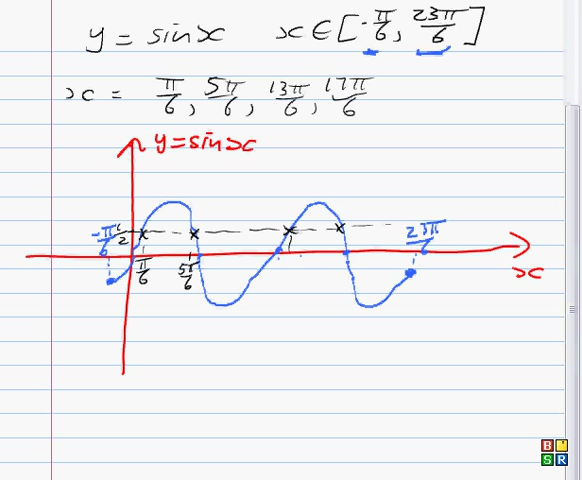 y = sinx x ∈ [-π/6, 23π/6]
x = π/6, 5π/6, 13π/6, 17π/6
y=sinx
-π/6 1/2 23π/6
π/6 5π/6 x
B S
S R